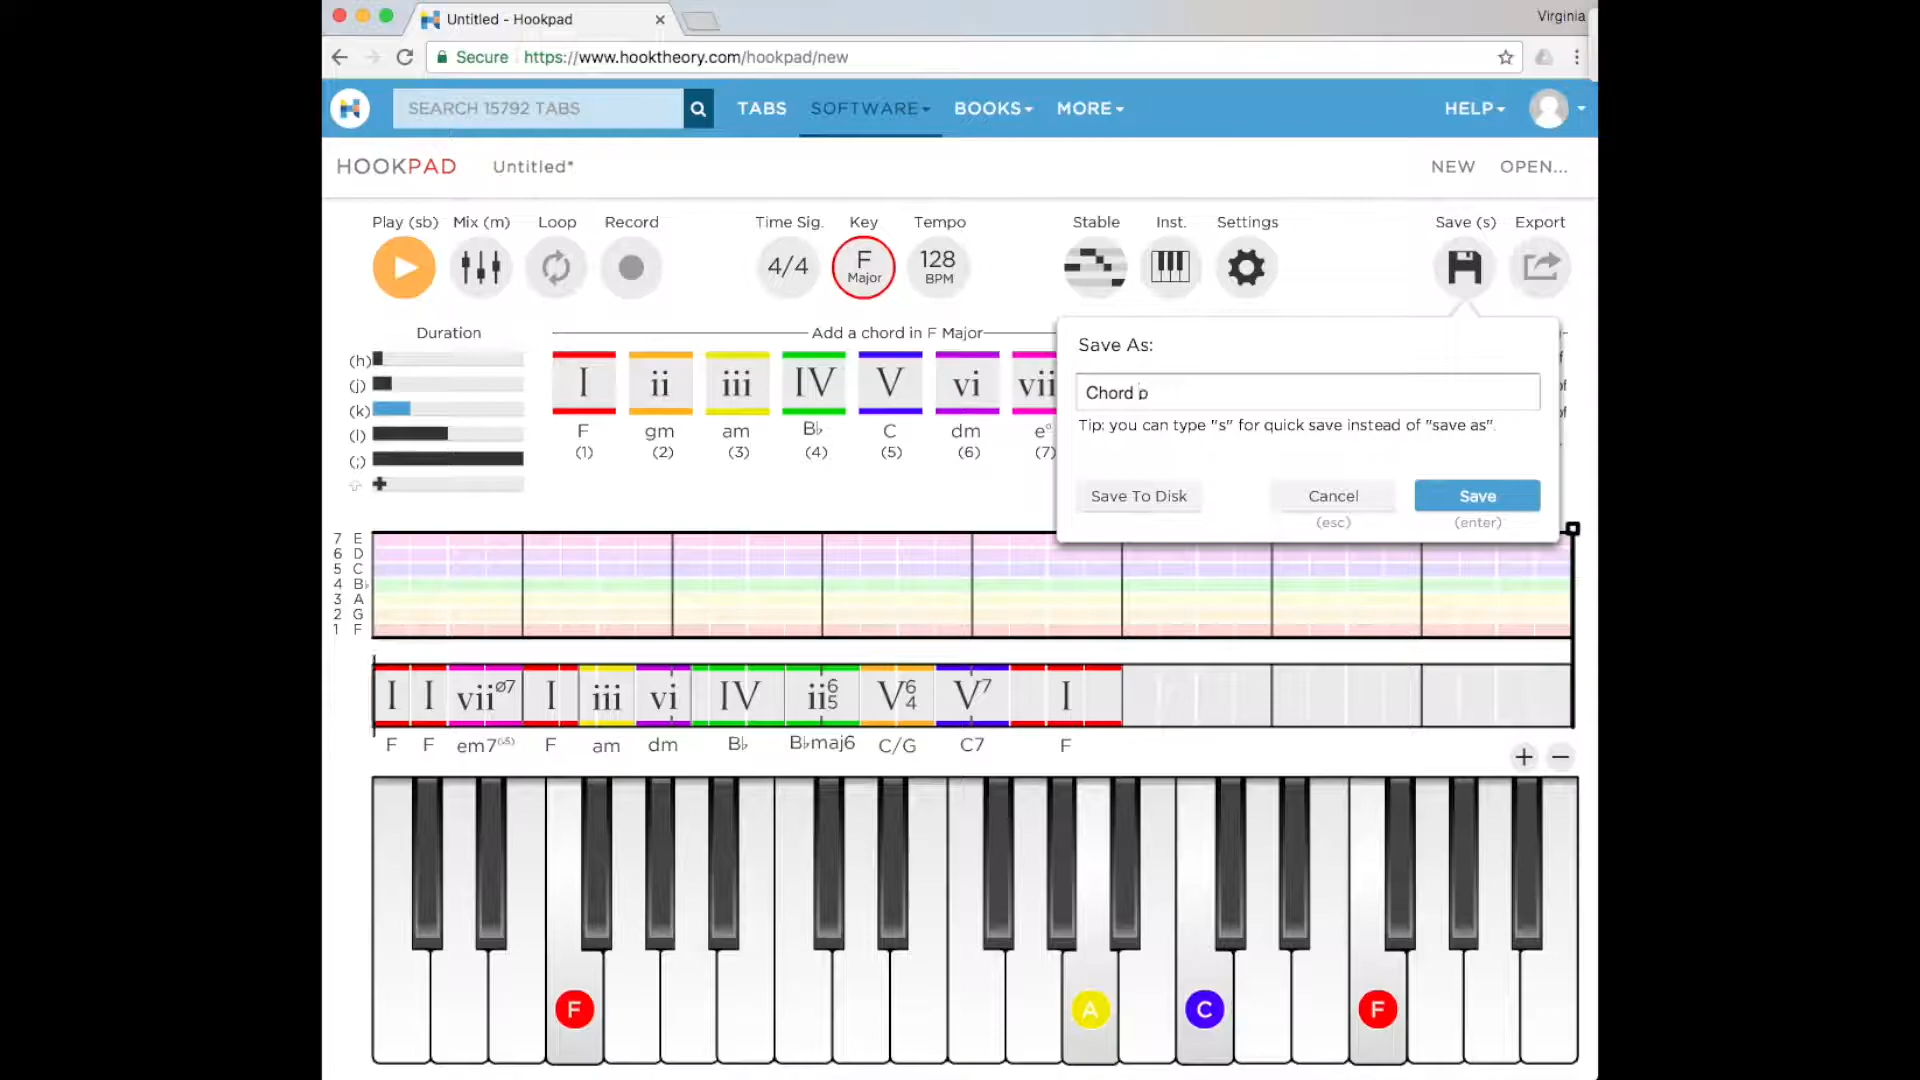 Untitled - Hookpad
Virginia
Secure https://www.hooktheory.com/hookpad/new
SEARCH 15792 TABS TABS SOFTWARE BOOKS MORE HELP
HOOKPAD Untitled* NEW OPEN...
Play (sb) Mix (m) Loop Record Time Sig. Key Tempo Stable Inst. Settings Save (s) Export
4/4 F Major 128 BPM
Duration
(h)
(j)
(k)
(l)
(;)
Add a chord in F Major
I ii iii IV V vi vii
F gm am B♭ C dm e°
(1) (2) (3) (4) (5) (6) (7)
Save As:
Chord p
Tip: you can type "s" for quick save instead of "save as".
Save To Disk Cancel Save
(esc) (enter)
7 E
6 D
5 C
4 B♭
3 A
2 G
1 F
I I viiø7 I iii vi IV ii65 V64 V7 I
F F em7(♭5) F am dm B♭ B♭maj6 C/G C7 F
F A C F